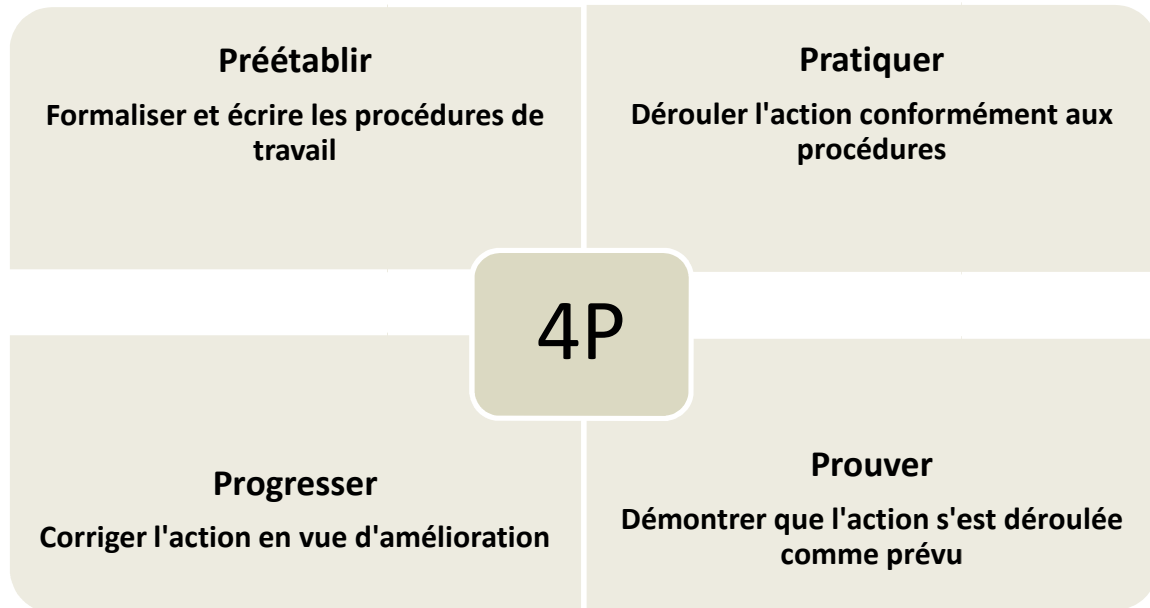 Préétablir
Formaliser et écrire les procédures de
travail
Pratiquer
Dérouler l'action conformément aux
procédures
4P
Progresser
Corriger l'action en vue d'amélioration
Prouver
Démontrer que l'action s'est déroulée
comme prévu